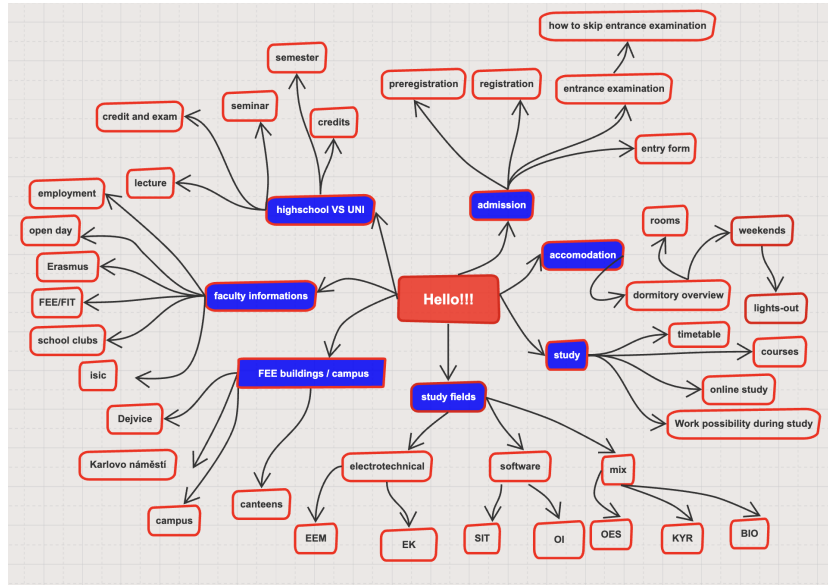 how to skip entrance examination
semester
preregistration
registration
entrance examination
credit and exam
seminar
credits
entry form
lecture
employment
highschool VS UNI
admission
rooms
weekends
open day
accomodation
Erasmus
faculty informations
Hello!!!
dormitory overview
FEE/FIT
lights-out
school clubs
timetable
study
courses
isic
FEE buildings / campus
online study
study fields
Dejvice
Work possibility during study
Karlovo náměstí
electrotechnical
software
mix
campus
canteens
EEM
EK
SIT
OI
OES
KYR
BIO